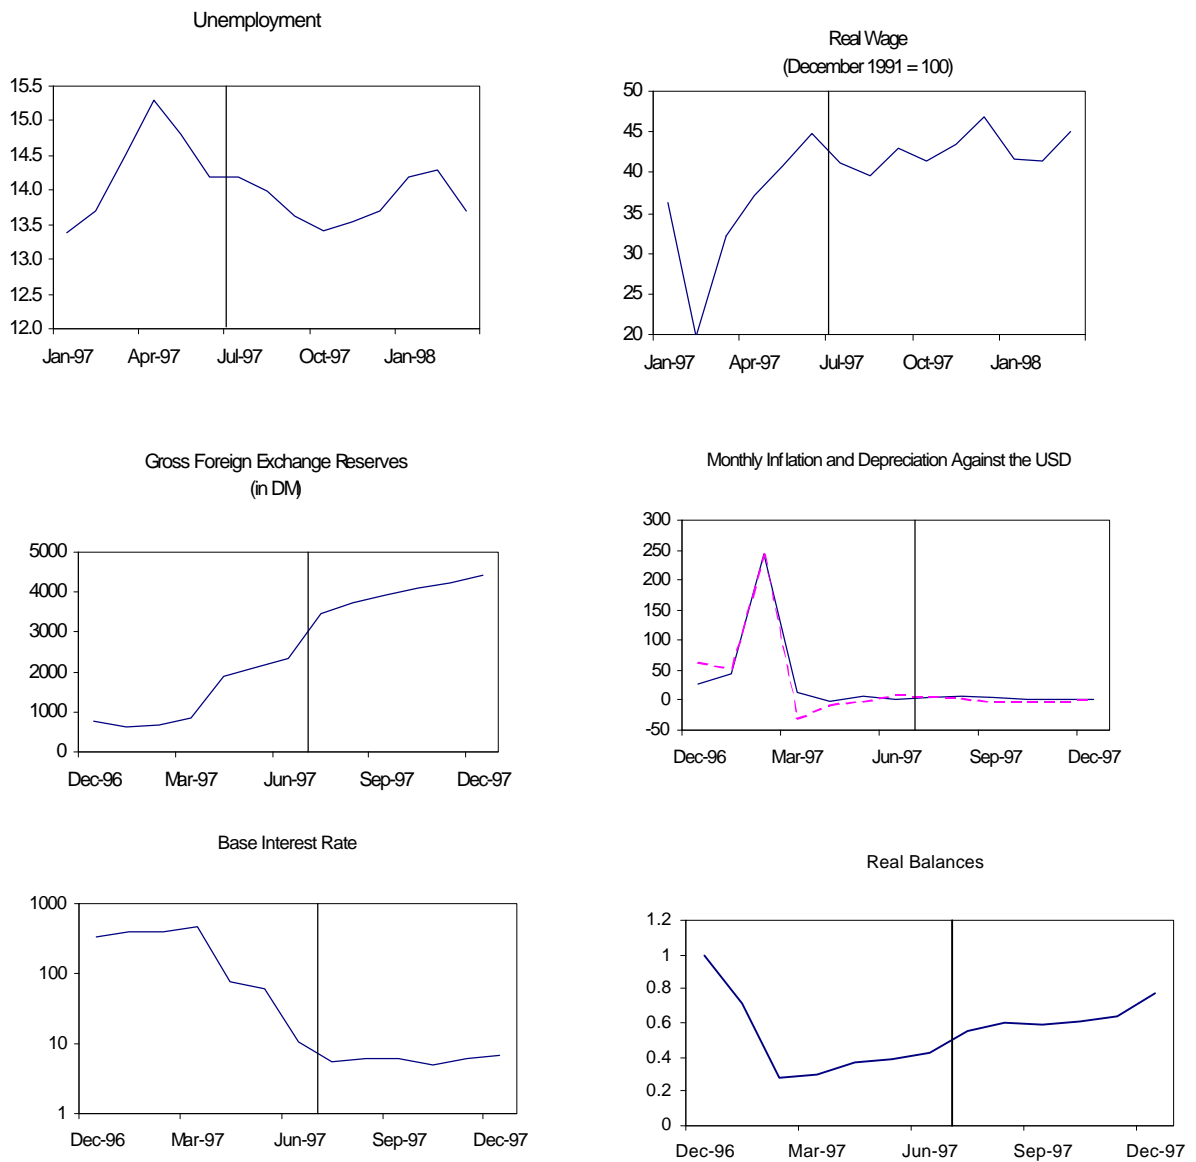 Unemployment
15.5
15.0
14.5
14.0
13.5
13.0
12.5
12.0
Jan-97 Apr-97 Jul-97 Oct-97 Jan-98
Real Wage
(December 1991 = 100)
50
45
40
35
30
25
20
Jan-97 Apr-97 Jul-97 Oct-97 Jan-98
Gross Foreign Exchange Reserves
(in DM)
5000
4000
3000
2000
1000
0
Dec-96 Mar-97 Jun-97 Sep-97 Dec-97
Monthly Inflation and Depreciation Against the USD
300
250
200
150
100
50
0
-50
Dec-96 Mar-97 Jun-97 Sep-97 Dec-97
Base Interest Rate
1000
100
10
1
Dec-96 Mar-97 Jun-97 Sep-97 Dec-97
Real Balances
1.2
1
0.8
0.6
0.4
0.2
0
Dec-96 Mar-97 Jun-97 Sep-97 Dec-97